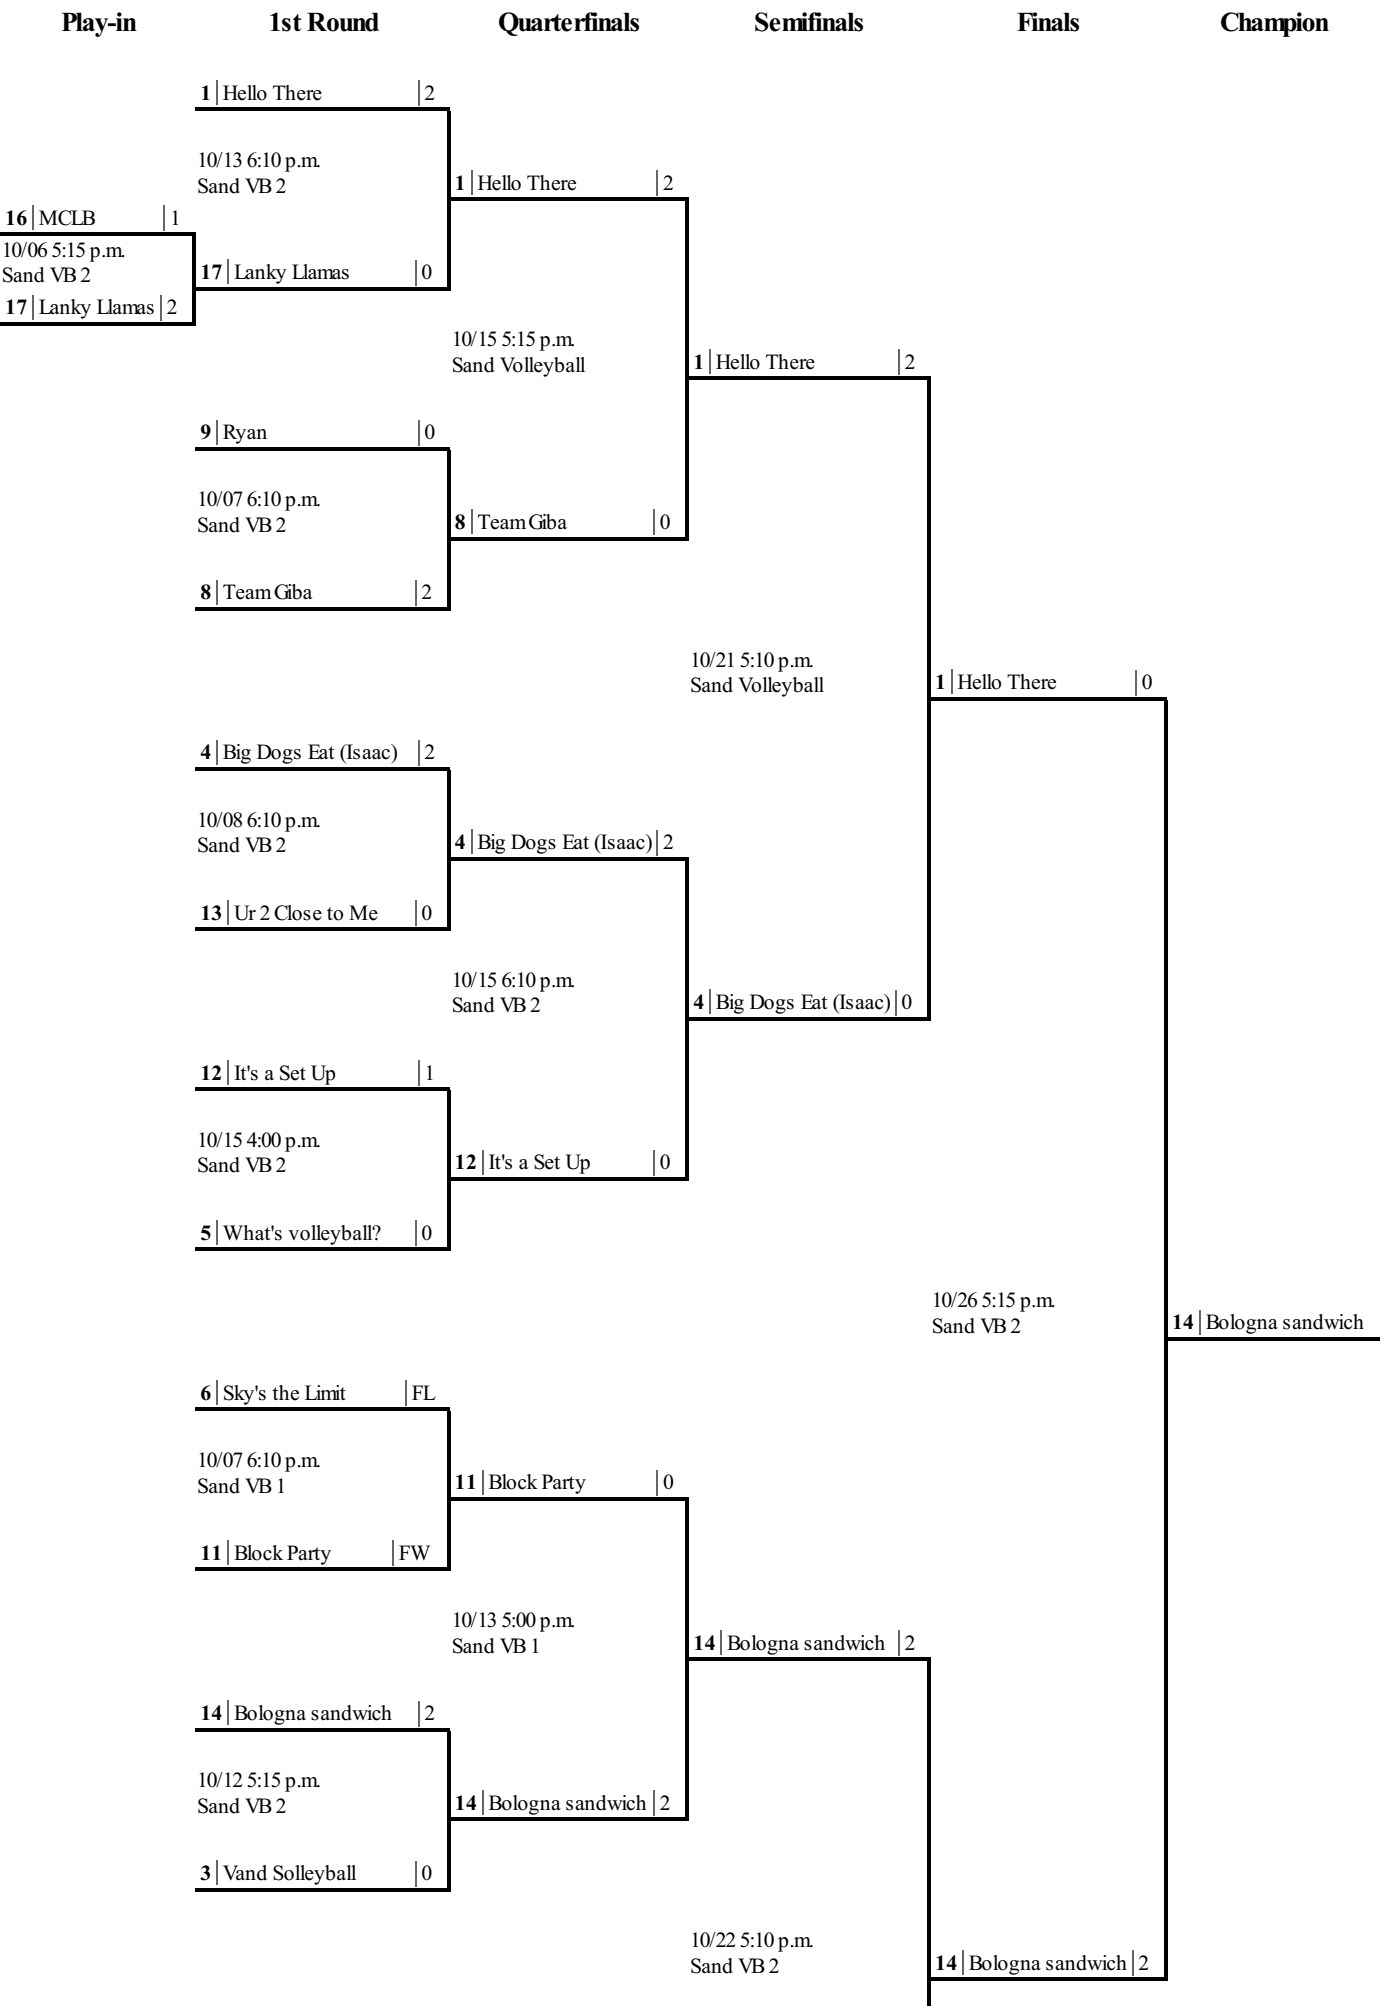 Play-in 1st Round Quarterfinals Semifinals Finals Champion
1 Hello There 2
10/13 6:10 p.m.
Sand VB 2
1 Hello There 2
16 MCLB 1
10/06 5:15 p.m.
Sand VB 2
17 Lanky Llamas 0
17 Lanky Llamas 2
10/15 5:15 p.m.
Sand Volleyball
1 Hello There 2
9 Ryan 0
10/07 6:10 p.m.
Sand VB 2
8 Team Giba 0
8 Team Giba 2
10/21 5:10 p.m.
Sand Volleyball
1 Hello There 0
4 Big Dogs Eat (Isaac) 2
10/08 6:10 p.m.
Sand VB 2
4 Big Dogs Eat (Isaac) 2
13 Ur 2 Close to Me 0
10/15 6:10 p.m.
Sand VB 2
4 Big Dogs Eat (Isaac) 0
12 It's a Set Up 1
10/15 4:00 p.m.
Sand VB 2
12 It's a Set Up 0
5 What's volleyball? 0
10/26 5:15 p.m.
Sand VB 2
14 Bologna sandwich
6 Sky's the Limit FL
10/07 6:10 p.m.
Sand VB 1
11 Block Party 0
11 Block Party FW
10/13 5:00 p.m.
Sand VB 1
14 Bologna sandwich 2
14 Bologna sandwich 2
10/12 5:15 p.m.
Sand VB 2
14 Bologna sandwich 2
3 Vand Solleyball 0
10/22 5:10 p.m.
Sand VB 2
14 Bologna sandwich 2